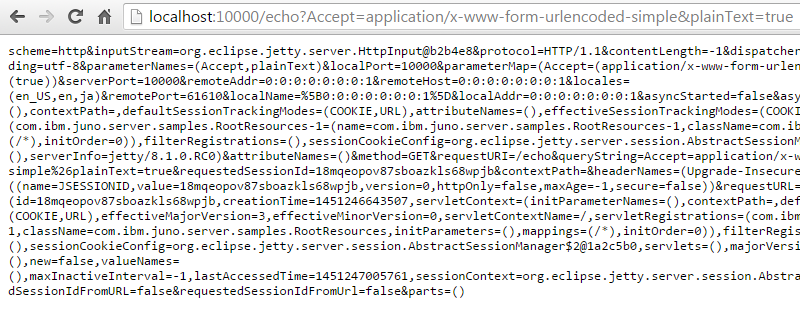 localhost:10000/echo?Accept=application/x-www-form-urlencoded-simple&plainText=true
scheme=http&inputStream=org.eclipse.jetty.server.HttpInput@b2b4e8&protocol=HTTP/1.1&contentLength=-1&dispatcher
ding=utf-8&parameterNames=(Accept,plainText)&localPort=10000&parameterMap=(Accept=(application/x-www-form-urlen
(true))&serverPort=10000&remoteAddr=0:0:0:0:0:0:0:1&remoteHost=0:0:0:0:0:0:0:1&locales=
(en_US,en,ja)&remotePort=61610&localName=%5B0:0:0:0:0:0:0:1%5D&localAddr=0:0:0:0:0:0:0:1&asyncStarted=false&asy
(),contextPath=,defaultSessionTrackingModes=(COOKIE,URL),attributeNames=(),effectiveSessionTrackingModes=(COOKI
(com.ibm.juno.server.samples.RootResources-1=(name=com.ibm.juno.server.samples.RootResources-1,className=com.ib
(/*),initOrder=0)),filterRegistrations=(),sessionCookieConfig=org.eclipse.jetty.server.session.AbstractSessionM
(),serverInfo=jetty/8.1.0.RC0)&attributeNames=()&method=GET&requestURI=/echo&queryString=Accept=application/x-w
simple%26plainText=true&requestedSessionId=18mqeopov87sboazkls68wpjb&contextPath=&headerNames=(Upgrade-Insecure
((name=JSESSIONID,value=18mqeopov87sboazkls68wpjb,version=0,httpOnly=false,maxAge=-1,secure=false))&requestURL=
(id=18mqeopov87sboazkls68wpjb,creationTime=1451246643507,servletContext=(initParameterNames=(),contextPath=,def
(COOKIE,URL),effectiveMajorVersion=3,effectiveMinorVersion=0,servletContextName=/,servletRegistrations=(com.ibm
1,className=com.ibm.juno.server.samples.RootResources,initParameters=(),mappings=(/*),initOrder=0)),filterRegis
(),sessionCookieConfig=org.eclipse.jetty.server.session.AbstractSessionManager$2@1a2c5b0,servlets=(),majorVersi
(),new=false,valueNames=
(),maxInactiveInterval=-1,lastAccessedTime=1451247005761,sessionContext=org.eclipse.jetty.server.session.Abstra
dSessionIdFromURL=false&requestedSessionIdFromUrl=false&parts=()